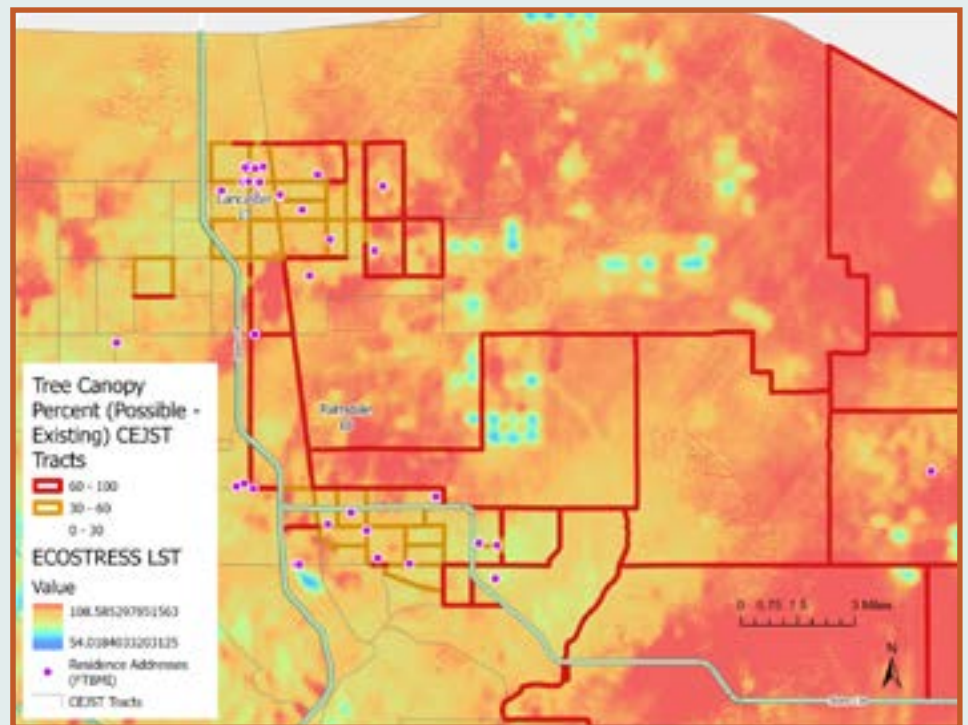 Lancaster
Palmdale
Tree Canopy
Percent (Possible -
Existing) CEJST
Tracts
60 - 100
30 - 60
0 - 30
ECOSTRESS LST
Value
108.585297851563
54.0184033203125
Residence Addresses
(FTBMI)
CEJST Tracts
0 0.75 1.5 3 Miles
N